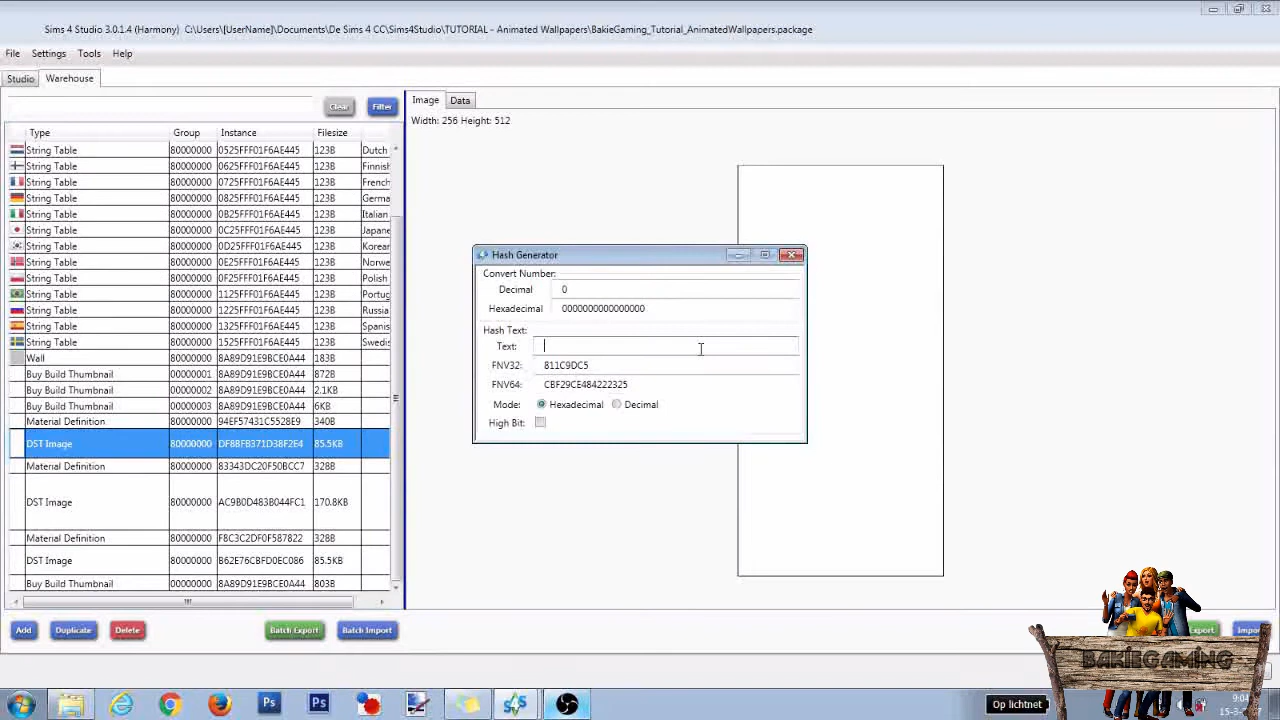 Sims 4 Studio 3.0.1.4 (Harmony) C:\Users\[UserName]\Documents\De Sims 4 CC\Sims4Studio\TUTORIAL - Animated Wallpapers\BakieGaming_Tutorial_AnimatedWallpapers.package
File Settings Tools Help
Studio Warehouse
Clear Filter
Type Group Instance Filesize
String Table 80000000 0525FFF01F6AE445 123B Dutch
String Table 80000000 0625FFF01F6AE445 123B Finnish
String Table 80000000 0725FFF01F6AE445 123B French
String Table 80000000 0825FFF01F6AE445 123B Germa
String Table 80000000 0B25FFF01F6AE445 123B Italian
String Table 80000000 0C25FFF01F6AE445 123B Japane
String Table 80000000 0D25FFF01F6AE445 123B Korean
String Table 80000000 0E25FFF01F6AE445 123B Norwe
String Table 80000000 0F25FFF01F6AE445 123B Polish
String Table 80000000 1125FFF01F6AE445 123B Portug
String Table 80000000 1225FFF01F6AE445 123B Russia
String Table 80000000 1325FFF01F6AE445 123B Spanis
String Table 80000000 1525FFF01F6AE445 123B Swedis
Wall 80000000 8A89D91E9BCE0A44 183B
Buy Build Thumbnail 00000001 8A89D91E9BCE0A44 872B
Buy Build Thumbnail 00000002 8A89D91E9BCE0A44 2.1KB
Buy Build Thumbnail 00000003 8A89D91E9BCE0A44 6KB
Material Definition 80000000 94EF57431C5528E9 340B
DST Image 80000000 DF8BFB371D38F2E4 85.5KB
Material Definition 80000000 83343DC20F50BCC7 328B
DST Image 80000000 AC9B0D483B044FC1 170.8KB
Material Definition 80000000 F8C3C2DF0F587822 328B
DST Image 80000000 B62E76CBFD0EC086 85.5KB
Buy Build Thumbnail 00000000 8A89D91E9BCE0A44 803B
Add Duplicate Delete Batch Export Batch Import
Image Data
Width: 256 Height: 512
Hash Generator
Convert Number:
Decimal 0
Hexadecimal 0000000000000000
Hash Text:
Text:
FNV32: 811C9DC5
FNV64: CBF29CE484222325
Mode: Hexadecimal Decimal
High Bit:
Export Impor
BAKIEGAMING
Ps Ps
Op lichtnet
9:04
15-3-